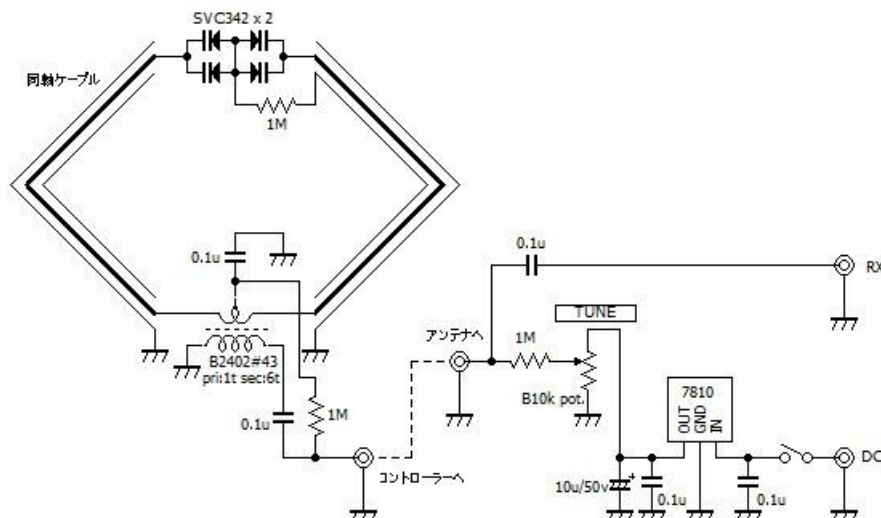 SVC342 x 2
同軸ケーブル
1M
0.1u
0.1u
RX
TUNE
アンテナへ
1M
B2402#43
pri:1t sec:6t
B10k pot.
7810
OUT
GND
IN
0.1u
1M
DC
コントローラーへ
10u/50v
+
0.1u
0.1u